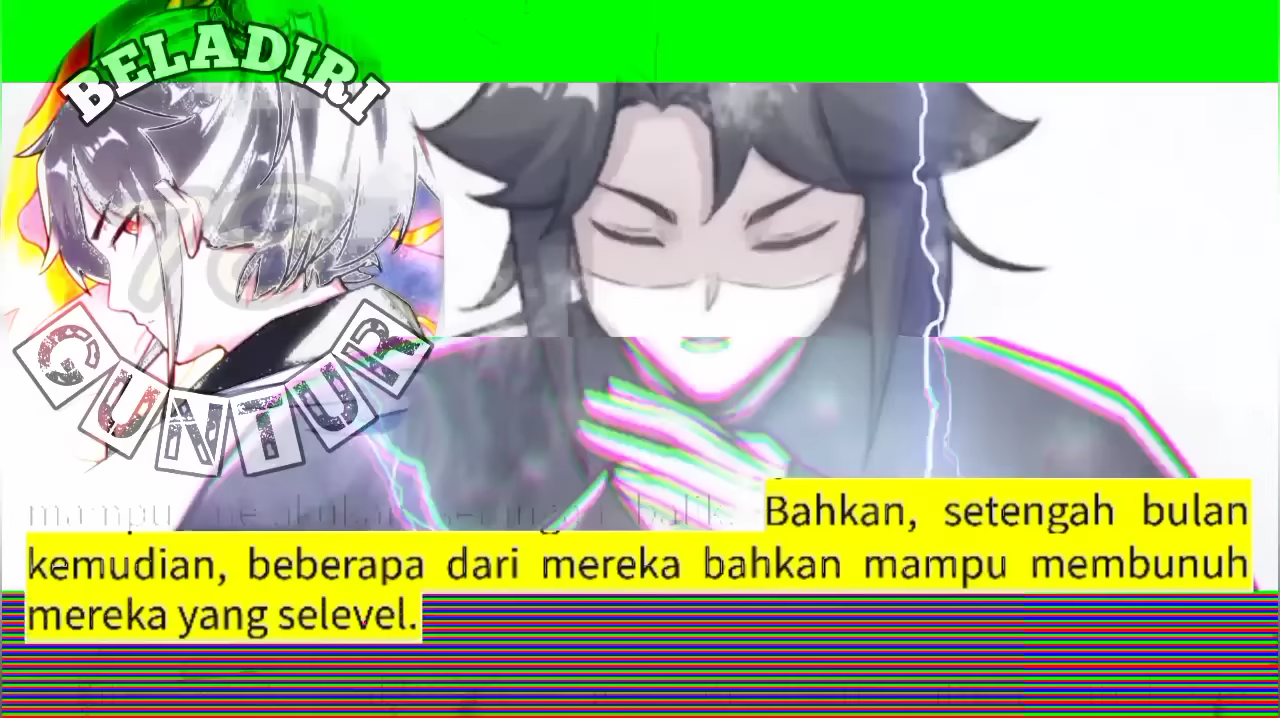 BELADIRI
GUNTUR
Bahkan, setengah bulan
kemudian, beberapa dari mereka bahkan mampu membunuh
mereka yang selevel.